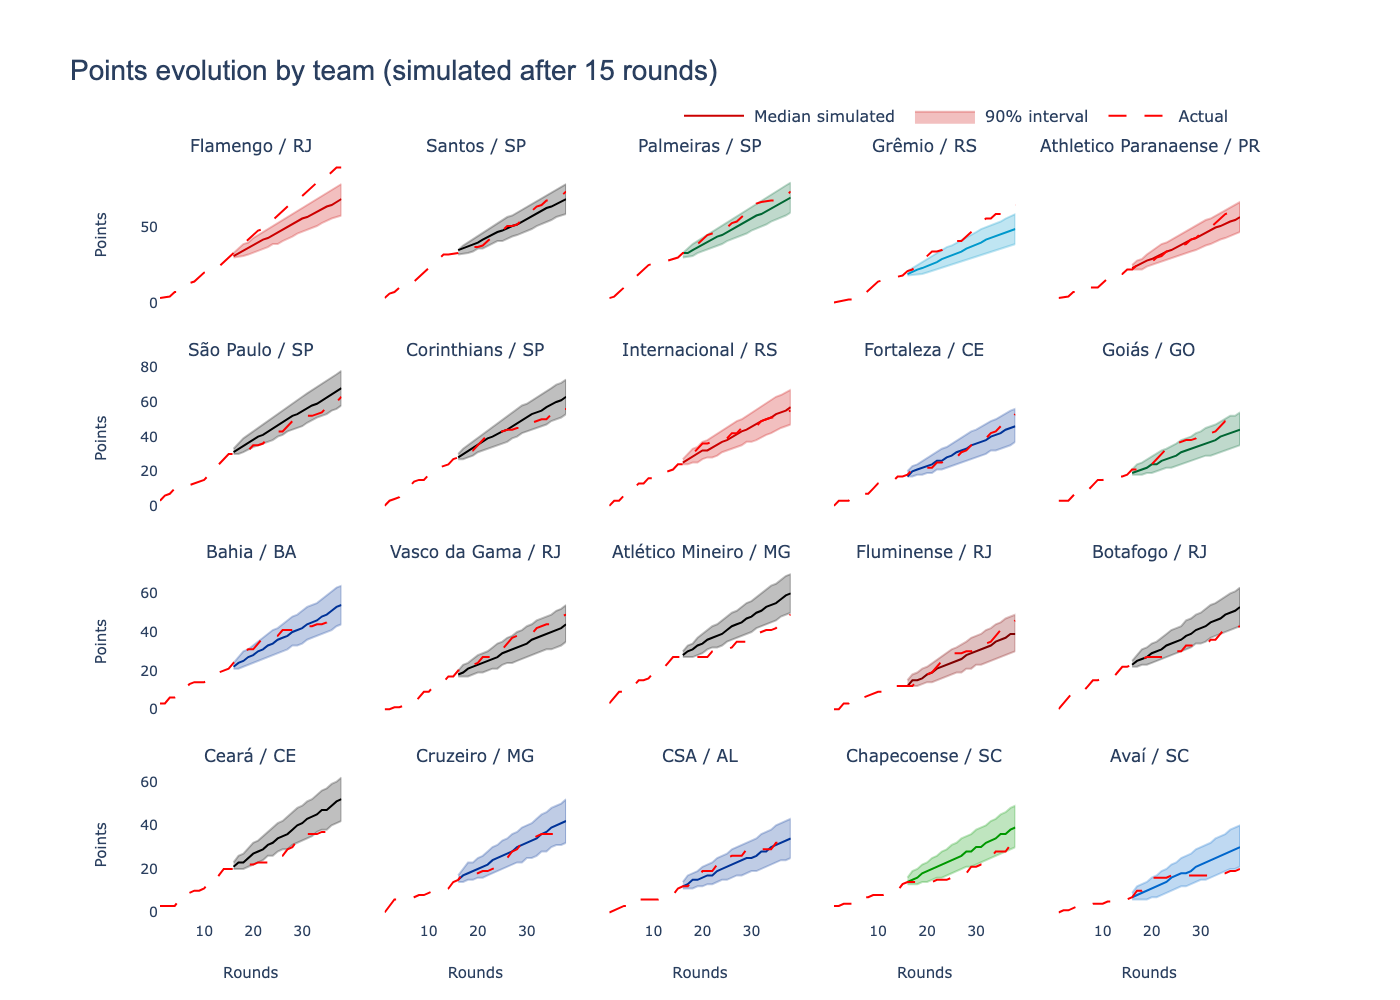 Points evolution by team (simulated after 15 rounds)
Median simulated 90% interval Actual
Flamengo / RJ Santos / SP Palmeiras / SP Grêmio / RS Athletico Paranaense / PR
50
Points
0
São Paulo / SP Corinthians / SP Internacional / RS Fortaleza / CE Goiás / GO
80
60
Points
40
20
0
Bahia / BA Vasco da Gama / RJ Atlético Mineiro / MG Fluminense / RJ Botafogo / RJ
60
Points
40
20
0
Ceará / CE Cruzeiro / MG CSA / AL Chapecoense / SC Avaí / SC
60
Points
40
20
0
10 20 30 10 20 30 10 20 30 10 20 30 10 20 30
Rounds Rounds Rounds Rounds Rounds